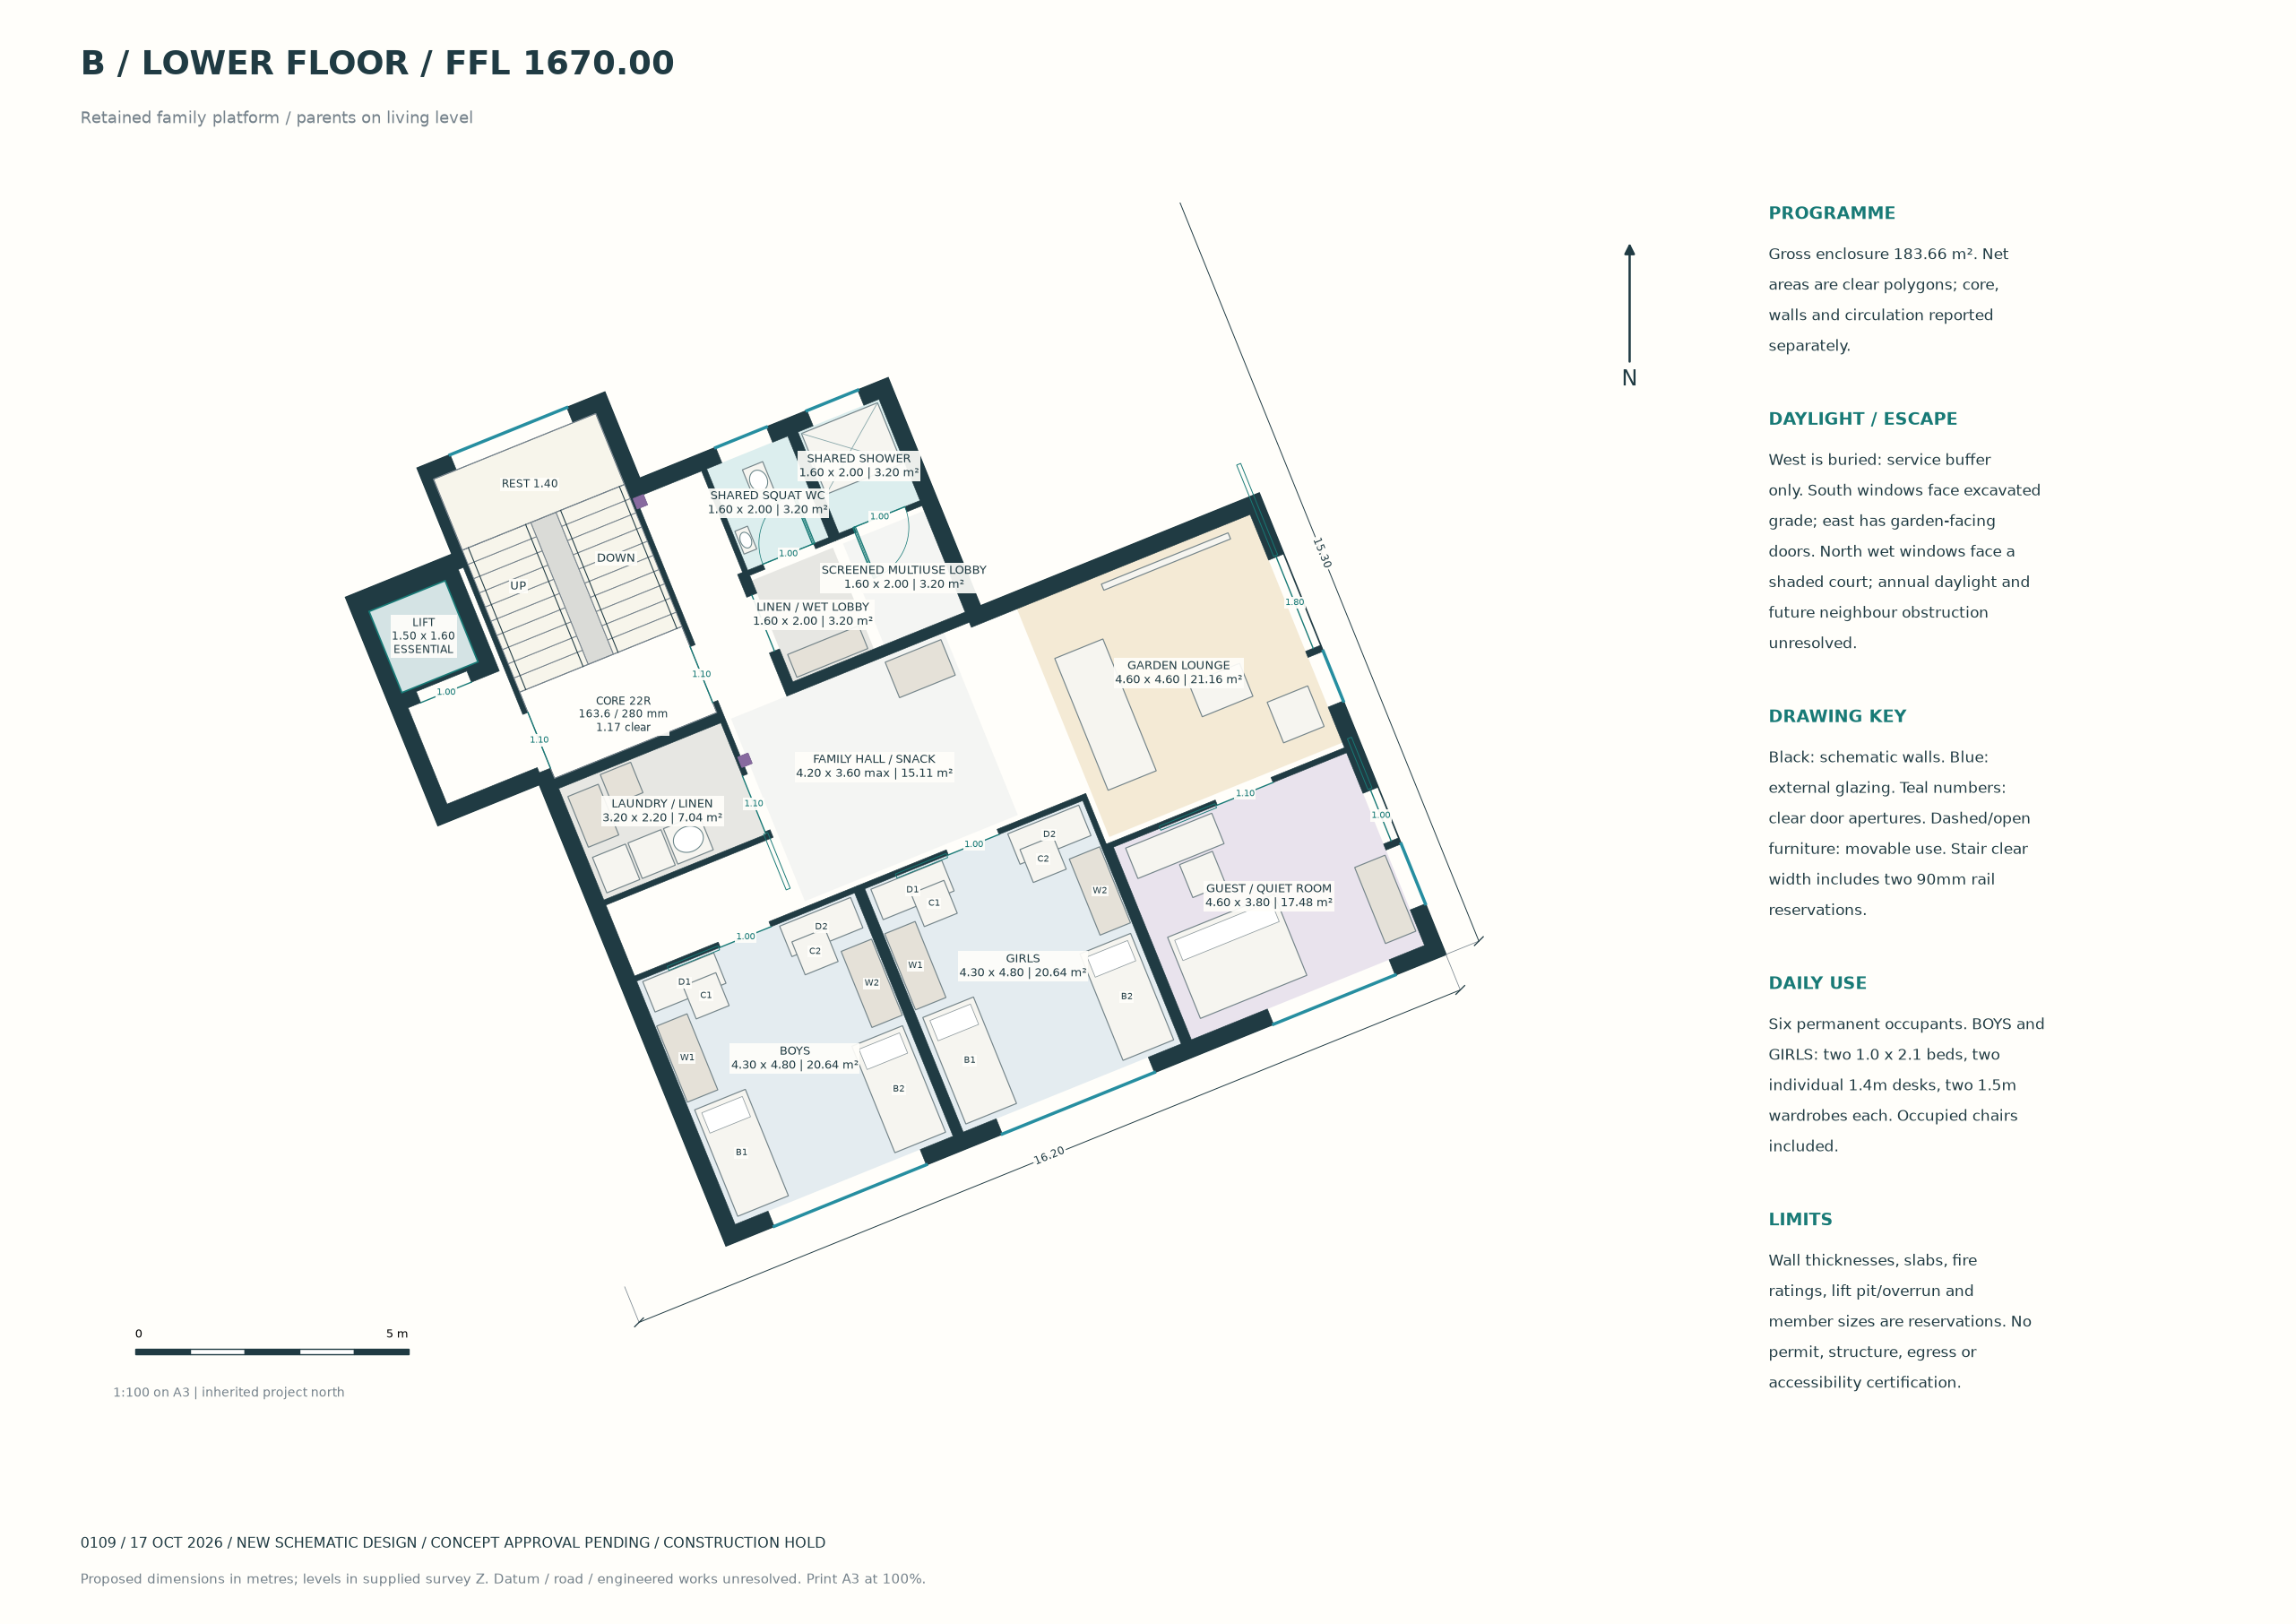 B / LOWER FLOOR / FFL 1670.00
Retained family platform / parents on living level
REST 1.40
DOWN
UP
LIFT
1.50 x 1.60
ESSENTIAL
1.00
1.10
CORE 22R
163.6 / 280 mm
1.17 clear
1.10
SHARED SHOWER
1.60 x 2.00 | 3.20 m²
SHARED SQUAT WC
1.60 x 2.00 | 3.20 m²
1.00
1.00
SCREENED MULTIUSE LOBBY
1.60 x 2.00 | 3.20 m²
LINEN / WET LOBBY
1.60 x 2.00 | 3.20 m²
15.30
1.80
GARDEN LOUNGE
4.60 x 4.60 | 21.16 m²
FAMILY HALL / SNACK
4.20 x 3.60 max | 15.11 m²
LAUNDRY / LINEN
3.20 x 2.20 | 7.04 m²
1.10
1.10
1.00
1.00
1.00
D2
C2
W2
D1
C1
W1
GIRLS
4.30 x 4.80 | 20.64 m²
B1
B2
GUEST / QUIET ROOM
4.60 x 3.80 | 17.48 m²
D2
C2
W2
D1
C1
W1
BOYS
4.30 x 4.80 | 20.64 m²
B2
B1
16.20
N
0
5 m
1:100 on A3 | inherited project north
PROGRAMME
Gross enclosure 183.66 m². Net
areas are clear polygons; core,
walls and circulation reported
separately.
DAYLIGHT / ESCAPE
West is buried: service buffer
only. South windows face excavated
grade; east has garden-facing
doors. North wet windows face a
shaded court; annual daylight and
future neighbour obstruction
unresolved.
DRAWING KEY
Black: schematic walls. Blue:
external glazing. Teal numbers:
clear door apertures. Dashed/open
furniture: movable use. Stair clear
width includes two 90mm rail
reservations.
DAILY USE
Six permanent occupants. BOYS and
GIRLS: two 1.0 x 2.1 beds, two
individual 1.4m desks, two 1.5m
wardrobes each. Occupied chairs
included.
LIMITS
Wall thicknesses, slabs, fire
ratings, lift pit/overrun and
member sizes are reservations. No
permit, structure, egress or
accessibility certification.
0109 / 17 OCT 2026 / NEW SCHEMATIC DESIGN / CONCEPT APPROVAL PENDING / CONSTRUCTION HOLD
Proposed dimensions in metres; levels in supplied survey Z. Datum / road / engineered works unresolved. Print A3 at 100%.